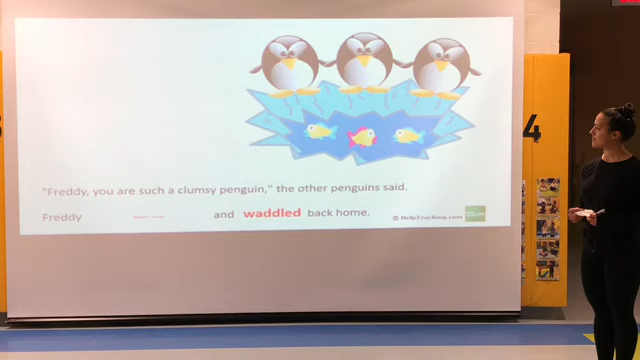 "Freddy, you are such a clumsy penguin," the other penguins said.
Freddy and waddled back home.
© HelpTeaching.com
4